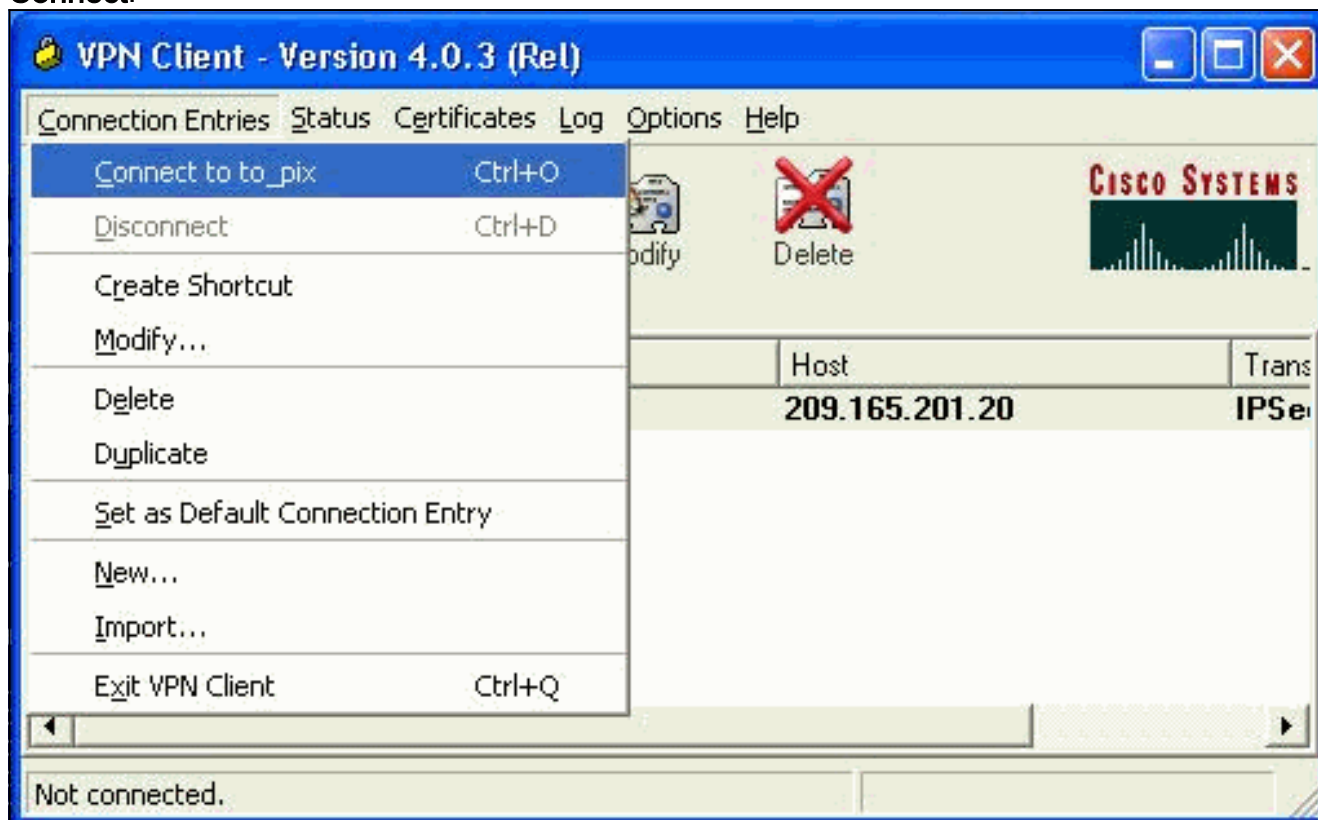 VPN Client - Version 4.0.3 (Rel)
Connection Entries Status Certificates Log Options Help
Connect to to_pix Ctrl+O
Disconnect Ctrl+D
Create Shortcut
Modify...
Delete
Duplicate
Set as Default Connection Entry
New...
Import...
Exit VPN Client Ctrl+Q
odify Delete
CISCO SYSTEMS
Host Trans
209.165.201.20 IPSe
Not connected.